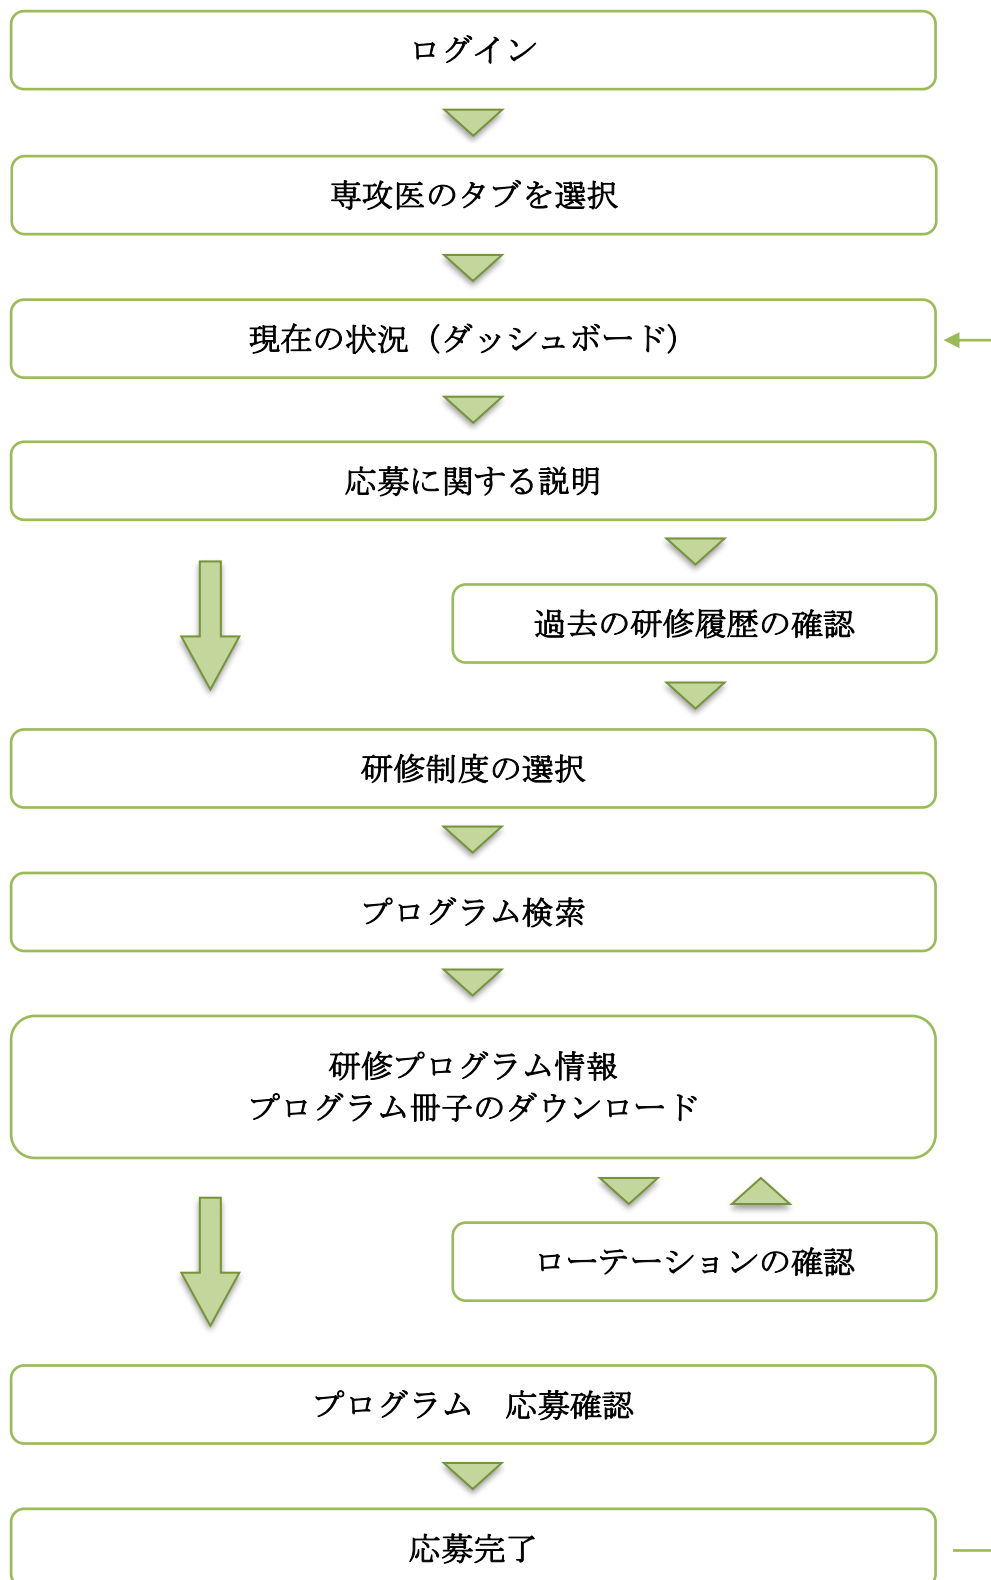 ログイン
専攻医のタブを選択
現在の状況（ダッシュボード）
応募に関する説明
過去の研修履歴の確認
研修制度の選択
プログラム検索
研修プログラム情報
プログラム冊子のダウンロード
ローテーションの確認
プログラム　応募確認
応募完了